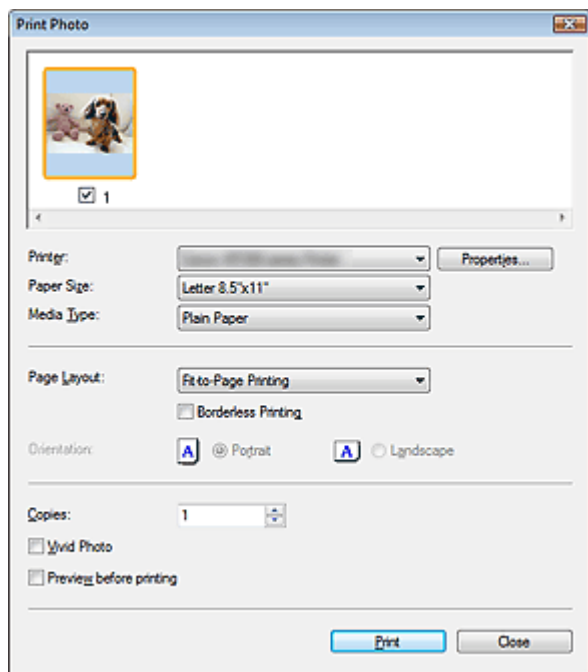 Print Photo
1
Printer:
Properties...
Paper Size: Letter 8.5"x11"
Media Type: Plain Paper
Page Layout: Fit-to-Page Printing
Borderless Printing
Orientation: A Portrait A Landscape
Copies: 1
Vivid Photo
Preview before printing
Print Close